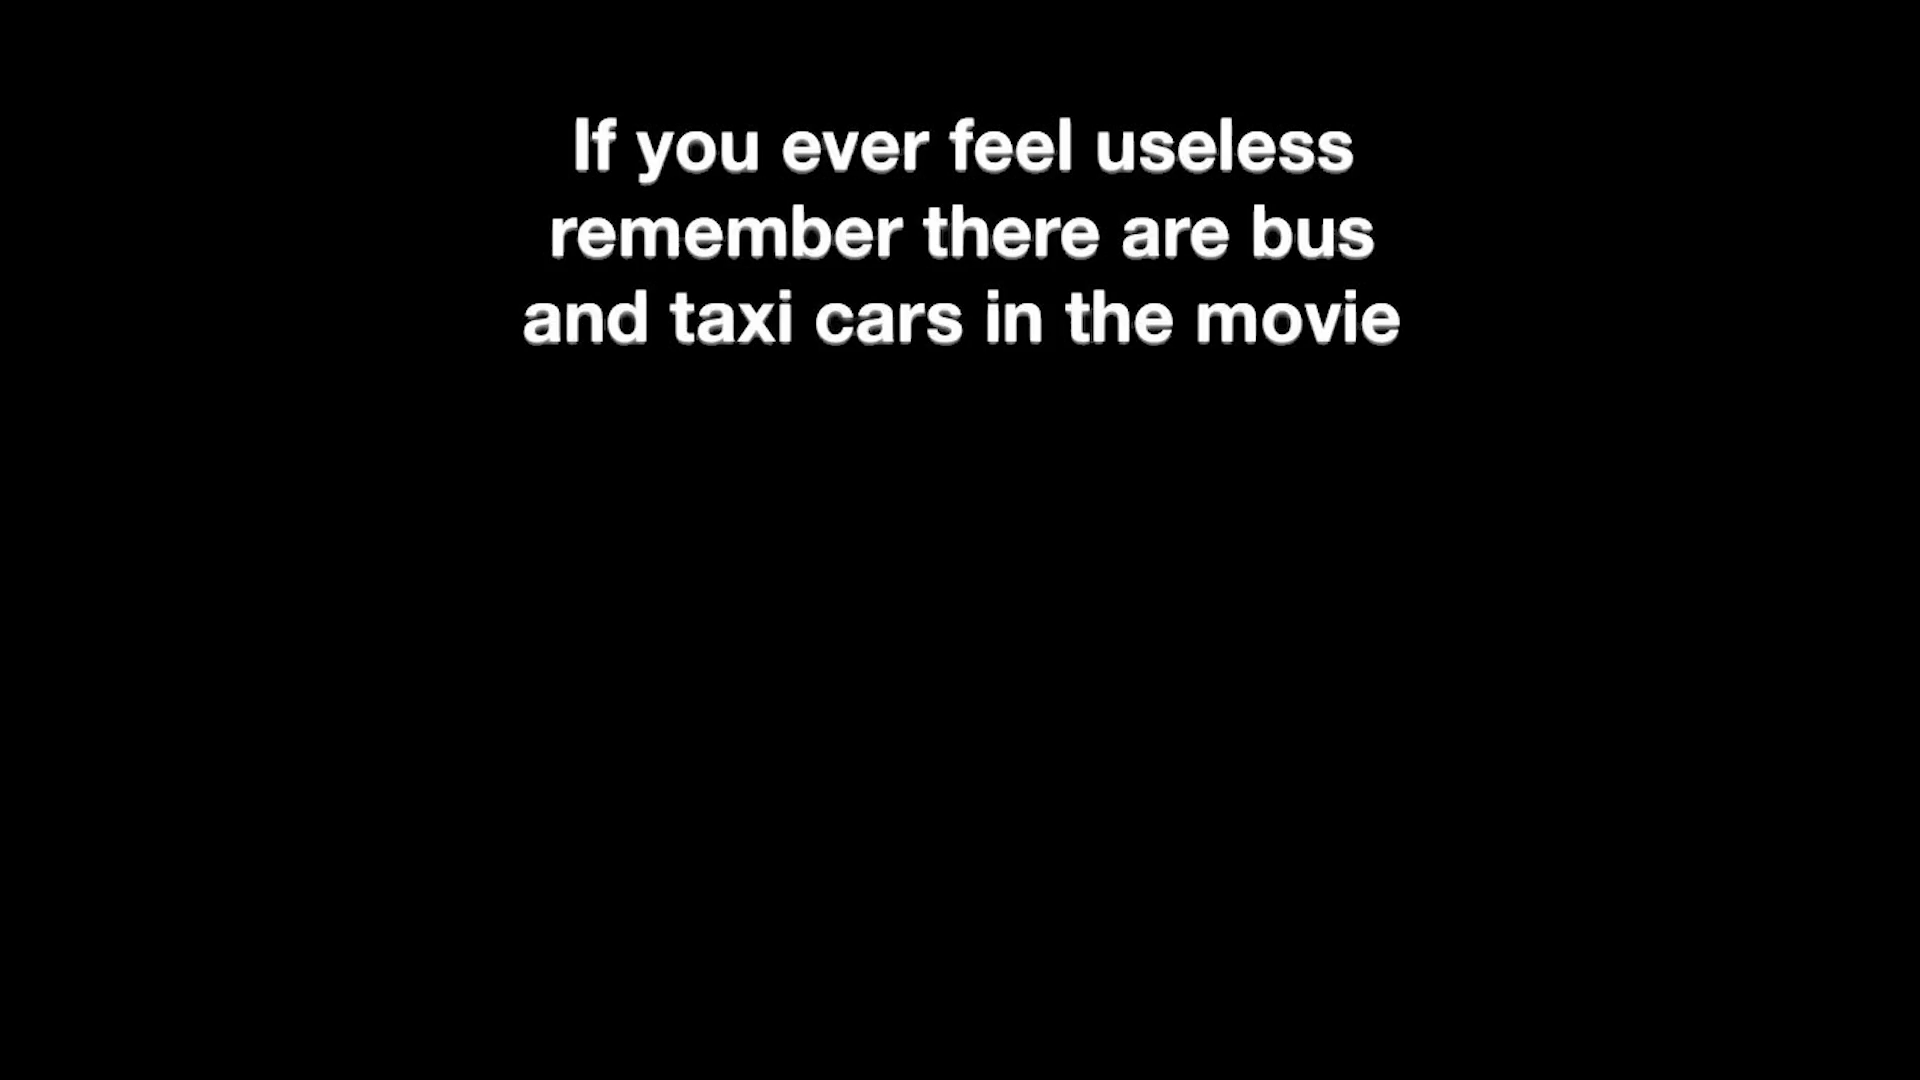 If you ever feel useless
remember there are bus
and taxi cars in the movie